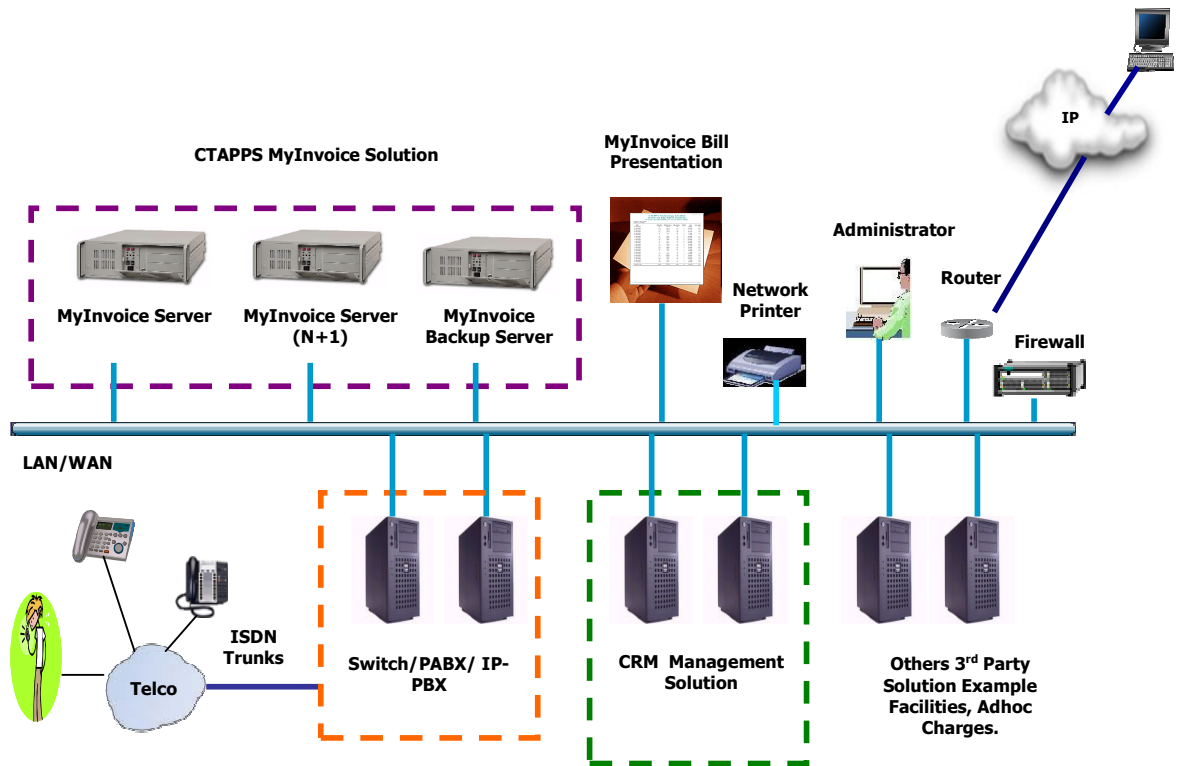 IP
CTAPPS MyInvoice Solution
MyInvoice Bill
Presentation
MyInvoice Server
MyInvoice Server
(N+1)
MyInvoice
Backup Server
Network
Printer
Administrator
Router
Firewall
LAN/WAN
ISDN
Trunks
Telco
Switch/PABX/ IP-
PBX
CRM  Management
Solution
Others 3rd Party
Solution Example
Facilities, Adhoc
Charges.